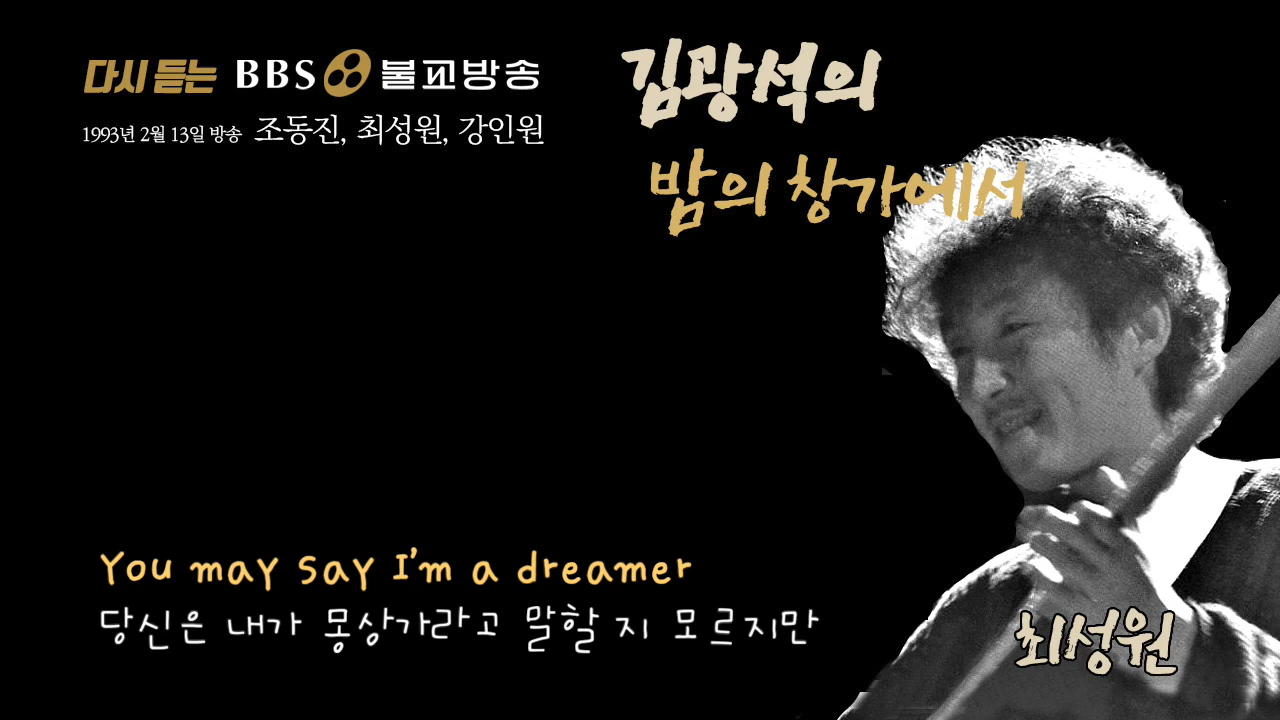 다시 듣는 BBS 불교방송
1993년 2월 13일 방송 조동진, 최성원, 강인원
김광석의
밤의 창가에서
You may say I'm a dreamer
당신은 내가 몽상가라고 말할 지 모르지만
최성원